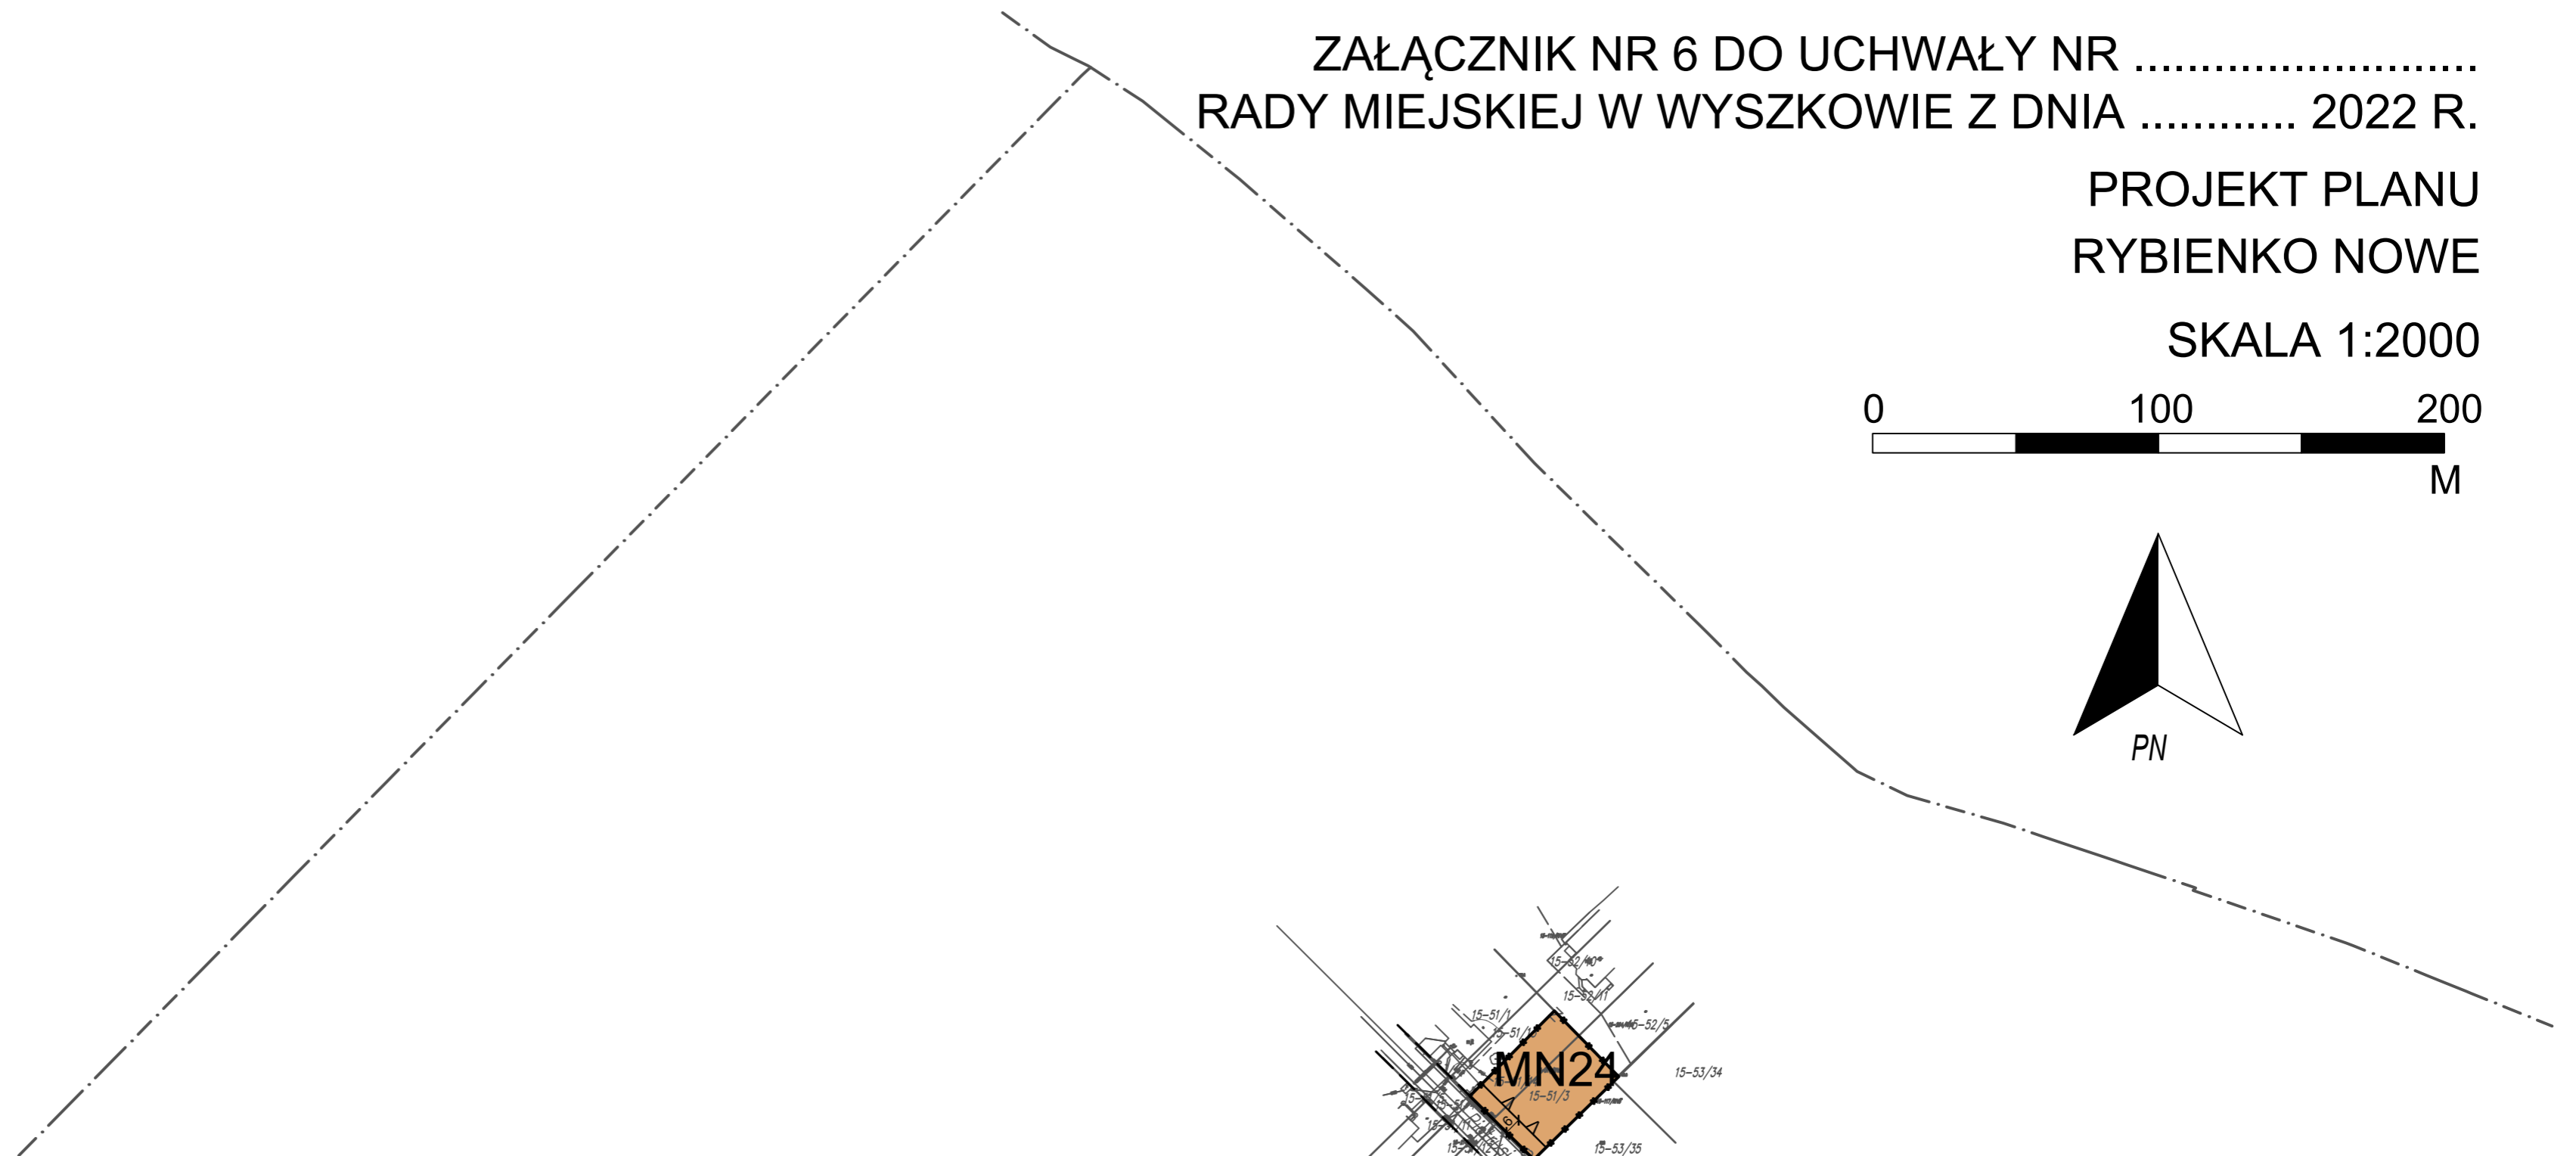 ZAŁĄCZNIK NR 6 DO UCHWAŁY NR ...........................
RADY MIEJSKIEJ W WYSZKOWIE Z DNIA ............ 2022 R.
PROJEKT PLANU
RYBIENKO NOWE
SKALA 1:2000
0 100 200
M
PN
15-52/10
15-52/11
15-51/1
15-52/5
MN24
15-53/34
15-51/3
6
15-53/35